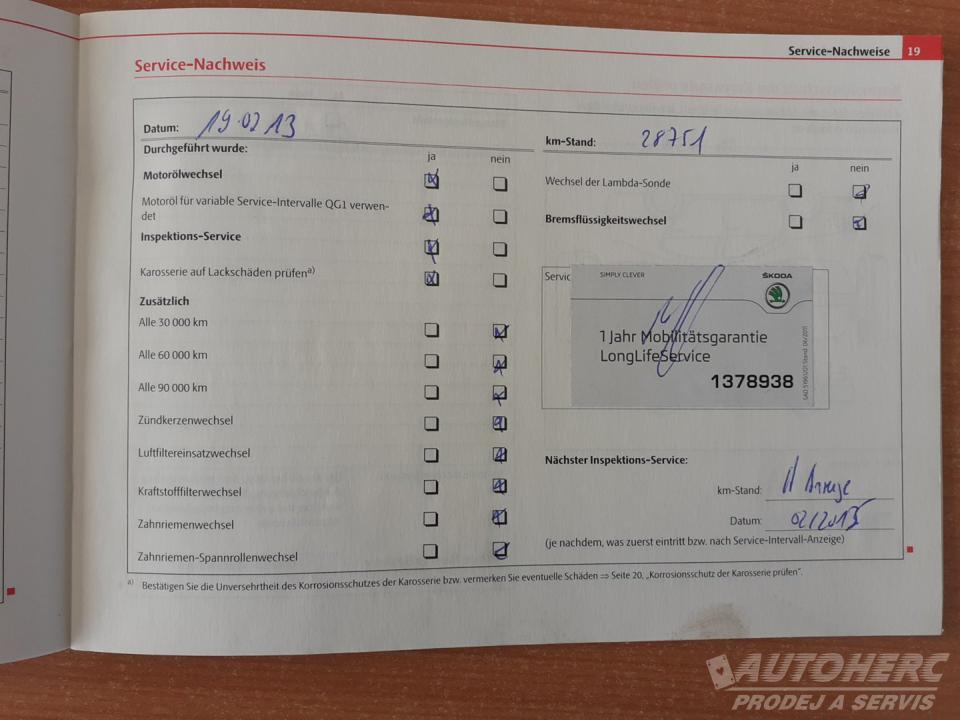 Service-Nachweise 19
Service-Nachweis
Datum: 19.02.13
Durchgeführt wurde:
ja nein
Motorölwechsel
Motoröl für variable Service-Intervalle QG1 verwen-
det
Inspektions-Service
Karosserie auf Lackschäden prüfen a)
Zusätzlich
Alle 30 000 km
Alle 60 000 km
Alle 90 000 km
Zündkerzenwechsel
Luftfiltereinsatzwechsel
Kraftstofffilterwechsel
Zahnriemenwechsel
Zahnriemen-Spannrollenwechsel
km-Stand: 28751
ja nein
Wechsel der Lambda-Sonde
Bremsflüssigkeitswechsel
Servic
SIMPLY CLEVER
ŠKODA
1 Jahr Mobilitätsgarantie
LongLifeService
1378938
Nächster Inspektions-Service:
km-Stand: Anzeige
Datum: 02/2015
(je nachdem, was zuerst eintritt bzw. nach Service-Intervall-Anzeige)
a) Bestätigen Sie die Unversehrtheit des Korrosionsschutzes der Karosserie bzw. vermerken Sie eventuelle Schäden ⇒ Seite 20, „Korrosionsschutz der Karosserie prüfen".
AUTOHERC
PRODEJ A SERVIS